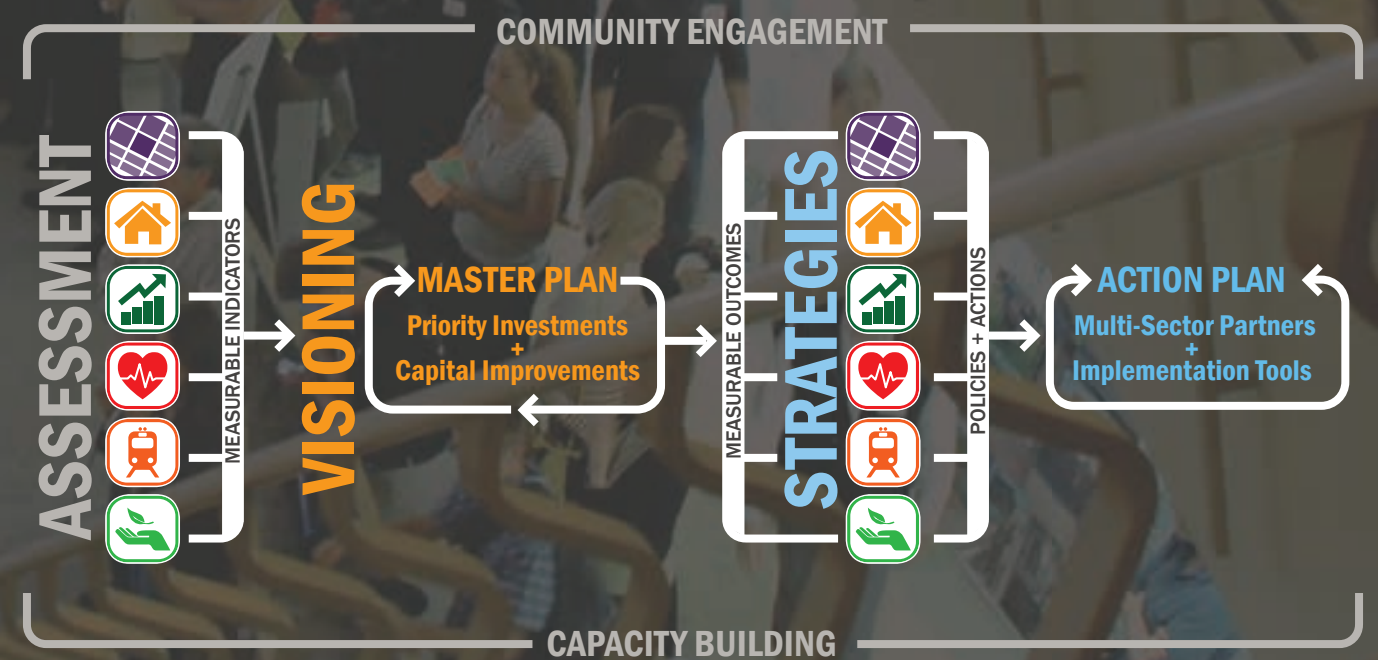 COMMUNITY ENGAGEMENT
ASSESSMENT
MEASURABLE INDICATORS
VISIONING
MASTER PLAN
Priority Investments
+
Capital Improvements
MEASURABLE OUTCOMES
STRATEGIES
POLICIES + ACTIONS
ACTION PLAN
Multi-Sector Partners
+
Implementation Tools
CAPACITY BUILDING